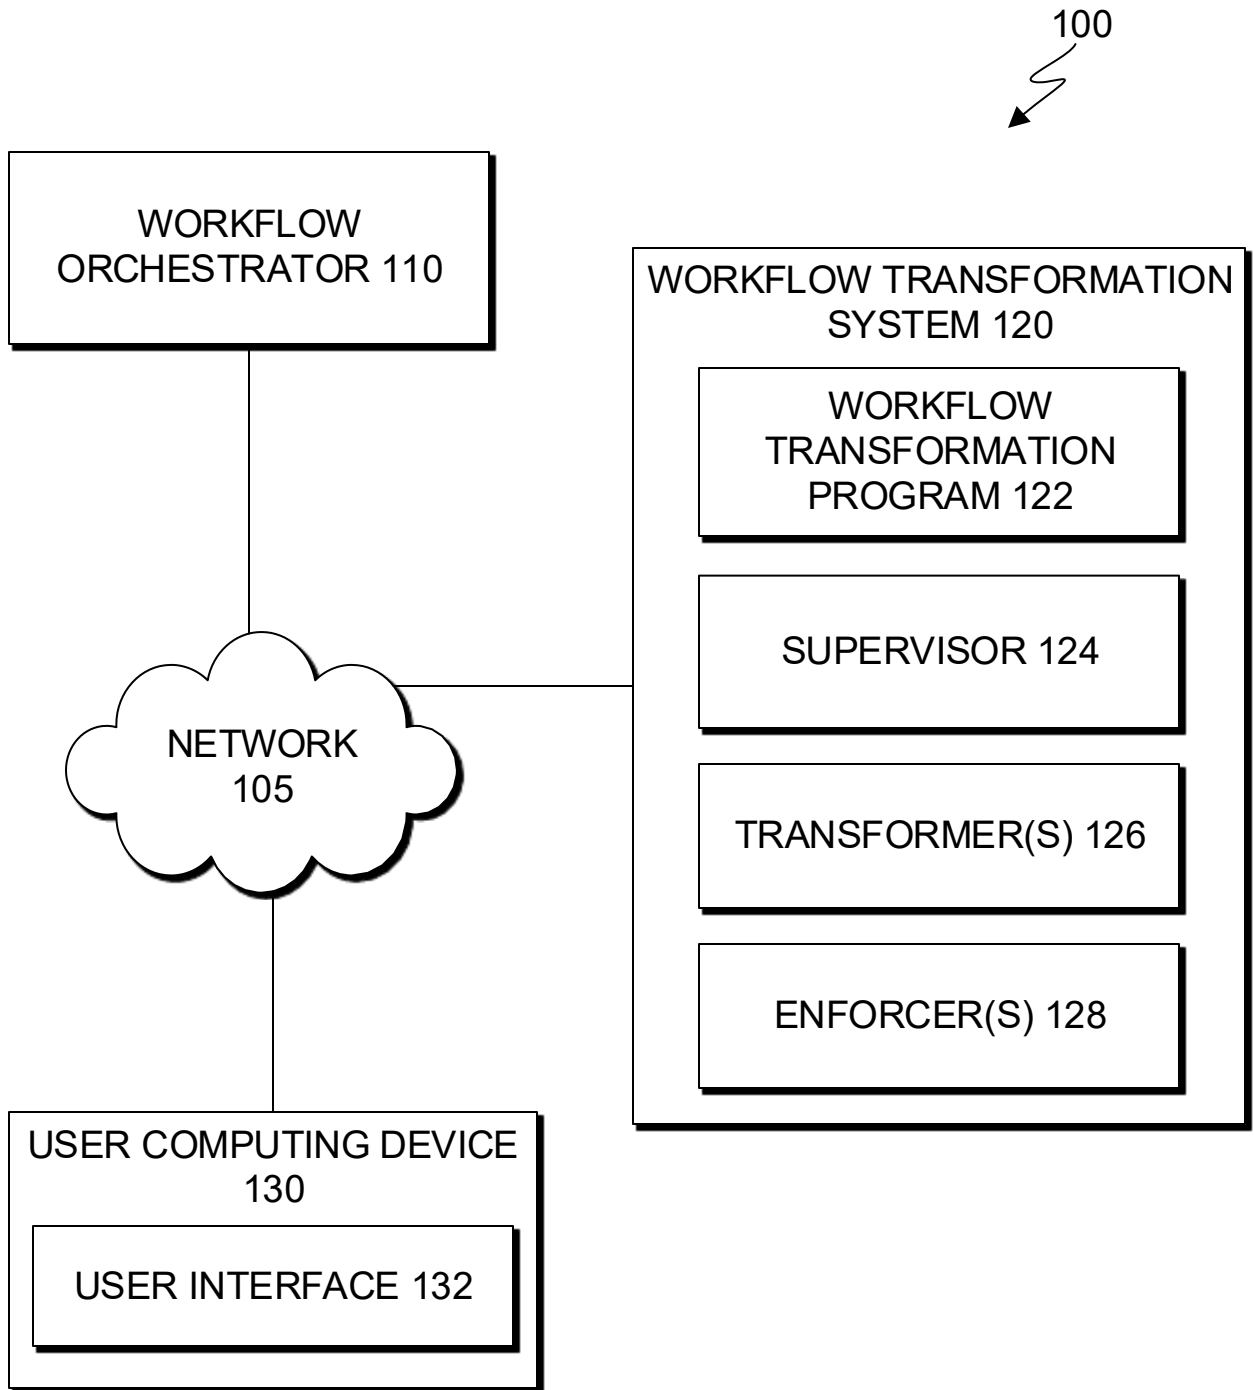 100
WORKFLOW
ORCHESTRATOR 110
WORKFLOW TRANSFORMATION
SYSTEM 120
WORKFLOW
TRANSFORMATION
PROGRAM 122
SUPERVISOR 124
NETWORK
105
TRANSFORMER(S) 126
ENFORCER(S) 128
USER COMPUTING DEVICE
130
USER INTERFACE 132